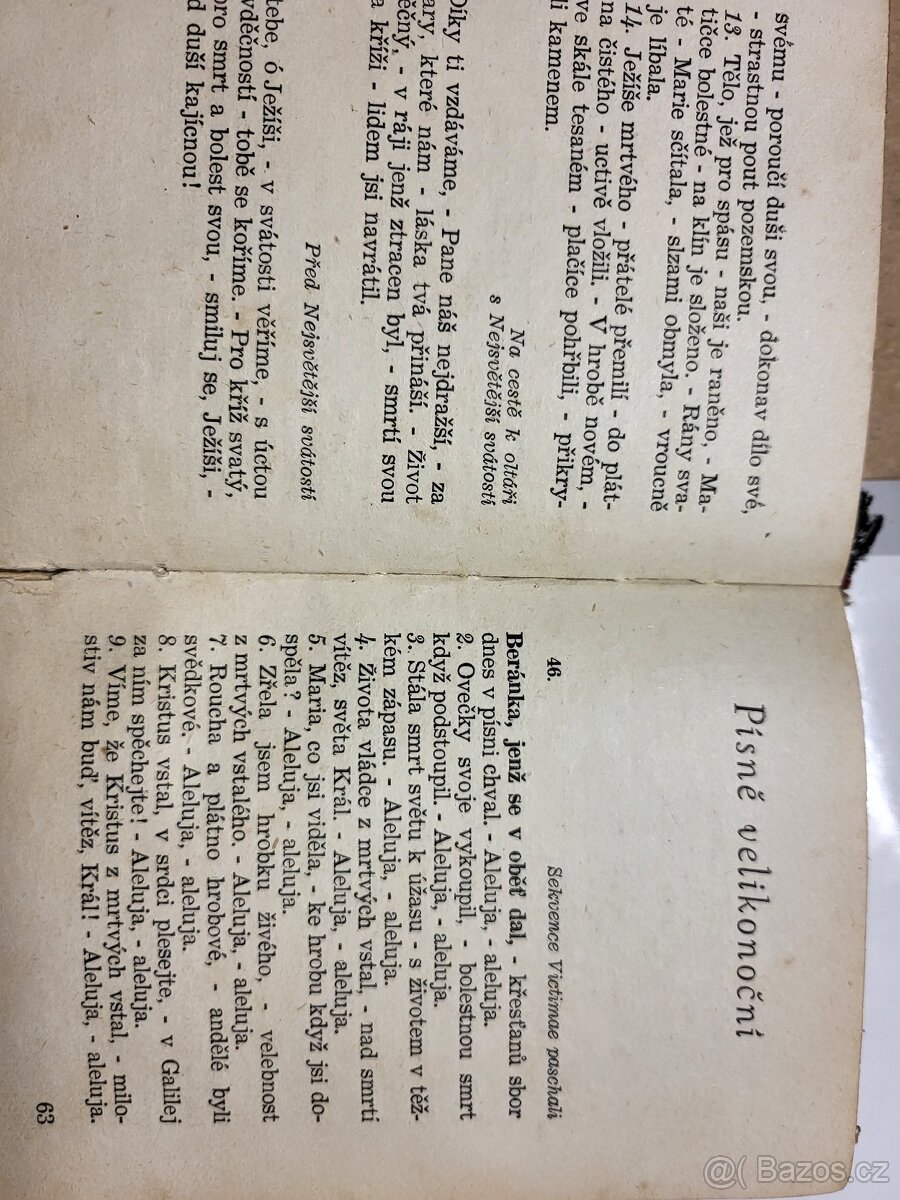 svému - poroučí duši svou, - dokonav dílo své,
- strastnou pout pozemskou.
13. Tělo, jež pro spásu - naši je raněno, - Ma-
tičce bolestné - na klín je složeno. - Rány sva-
té - Marie sčítala, - slzami obmyla, - vroucně
je líbala.
14. Ježíše mrtvého - přátelé přemilí - do plát-
na čistého - uctivě vložili. - V hrobě novém, -
ve skále tesaném - plačíce pohřbili, - přikry-
li kamenem.
Na cestě k oltáři
s Nejsvětější svátostí
Díky ti vzdáváme, - Pane náš nejdražší, - za
dary, které nám - láska tvá přináší. - Život
věčný, - v ráji jenž ztracen byl, - smrtí svou
na kříži - lidem jsi navrátil.
Před Nejsvětější svátostí
tebe, ó Ježíši, - v svátosti věříme, - s úctou
vděčností - tobě se koříme. - Pro kříž svatý,
pro smrt a bolest svou, - smiluj se, Ježíši, -
d duší kajícnou!
Písně velikonoční
46.
Sekvence Victimae paschali
Beránka, jenž se v oběť dal, - křesťanů sbor
dnes v písni chval. - Aleluja, - aleluja.
2. Ovečky svoje vykoupil, - bolestnou smrt
když podstoupil. - Aleluja, - aleluja.
3. Stála smrt světu k úžasu - s životem v těž-
kém zápasu. - Aleluja, - aleluja.
4. Života vládce z mrtvých vstal, - nad smrtí
vítěz, světa Král. - Aleluja, - aleluja.
5. Maria, co jsi viděla, - ke hrobu když jsi do-
spěla? - Aleluja, - aleluja.
6. Zřela jsem hrobku živého, - velebnost
z mrtvých vstalého. - Aleluja, - aleluja.
7. Roucha a plátno hrobové, - andělé byli
svědkové. - Aleluja, - aleluja.
8. Kristus vstal, v srdci plesejte, - v Galilej
za ním spěchejte! - Aleluja, - aleluja.
9. Víme, že Kristus z mrtvých vstal, - milo-
stiv nám buď, vítěz, Král! - Aleluja, - aleluja.
63
@( Bazos.cz